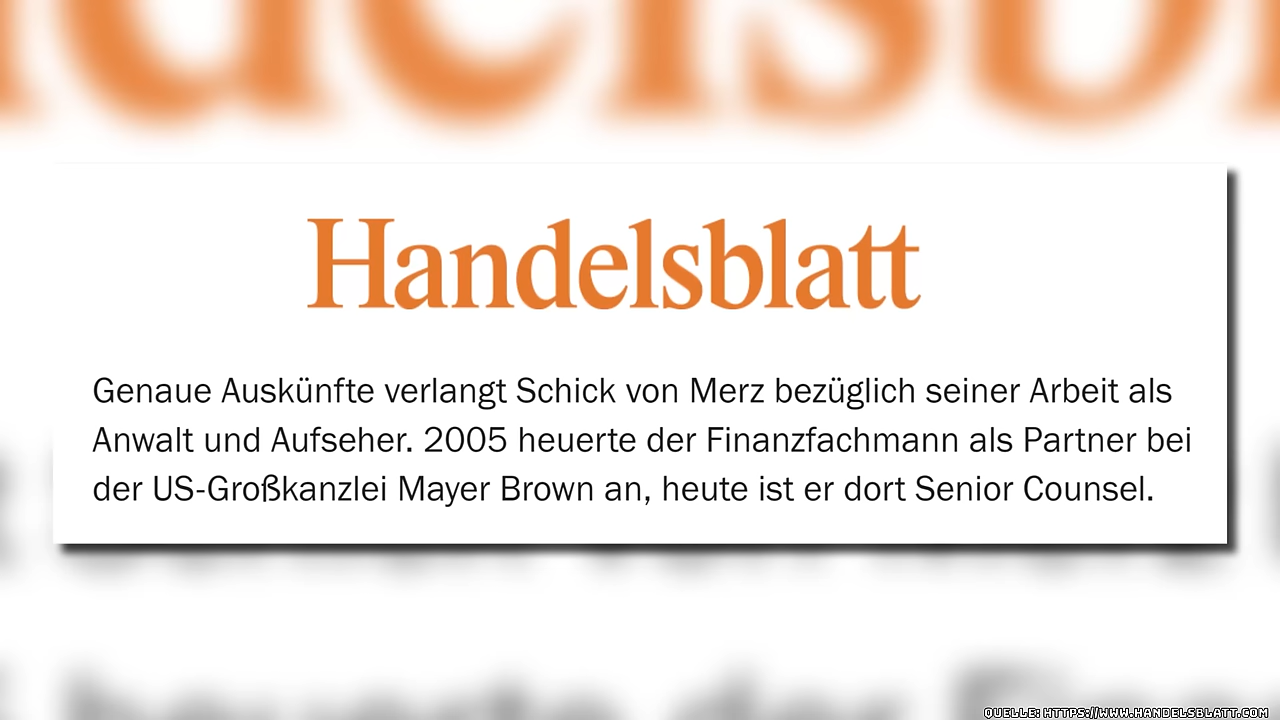 Handelsblatt
Genaue Auskünfte verlangt Schick von Merz bezüglich seiner Arbeit als
Anwalt und Aufseher. 2005 heuerte der Finanzfachmann als Partner bei
der US-Großkanzlei Mayer Brown an, heute ist er dort Senior Counsel.
QUELLE: HTTPS://WWW.HANDELSBLATT.COM